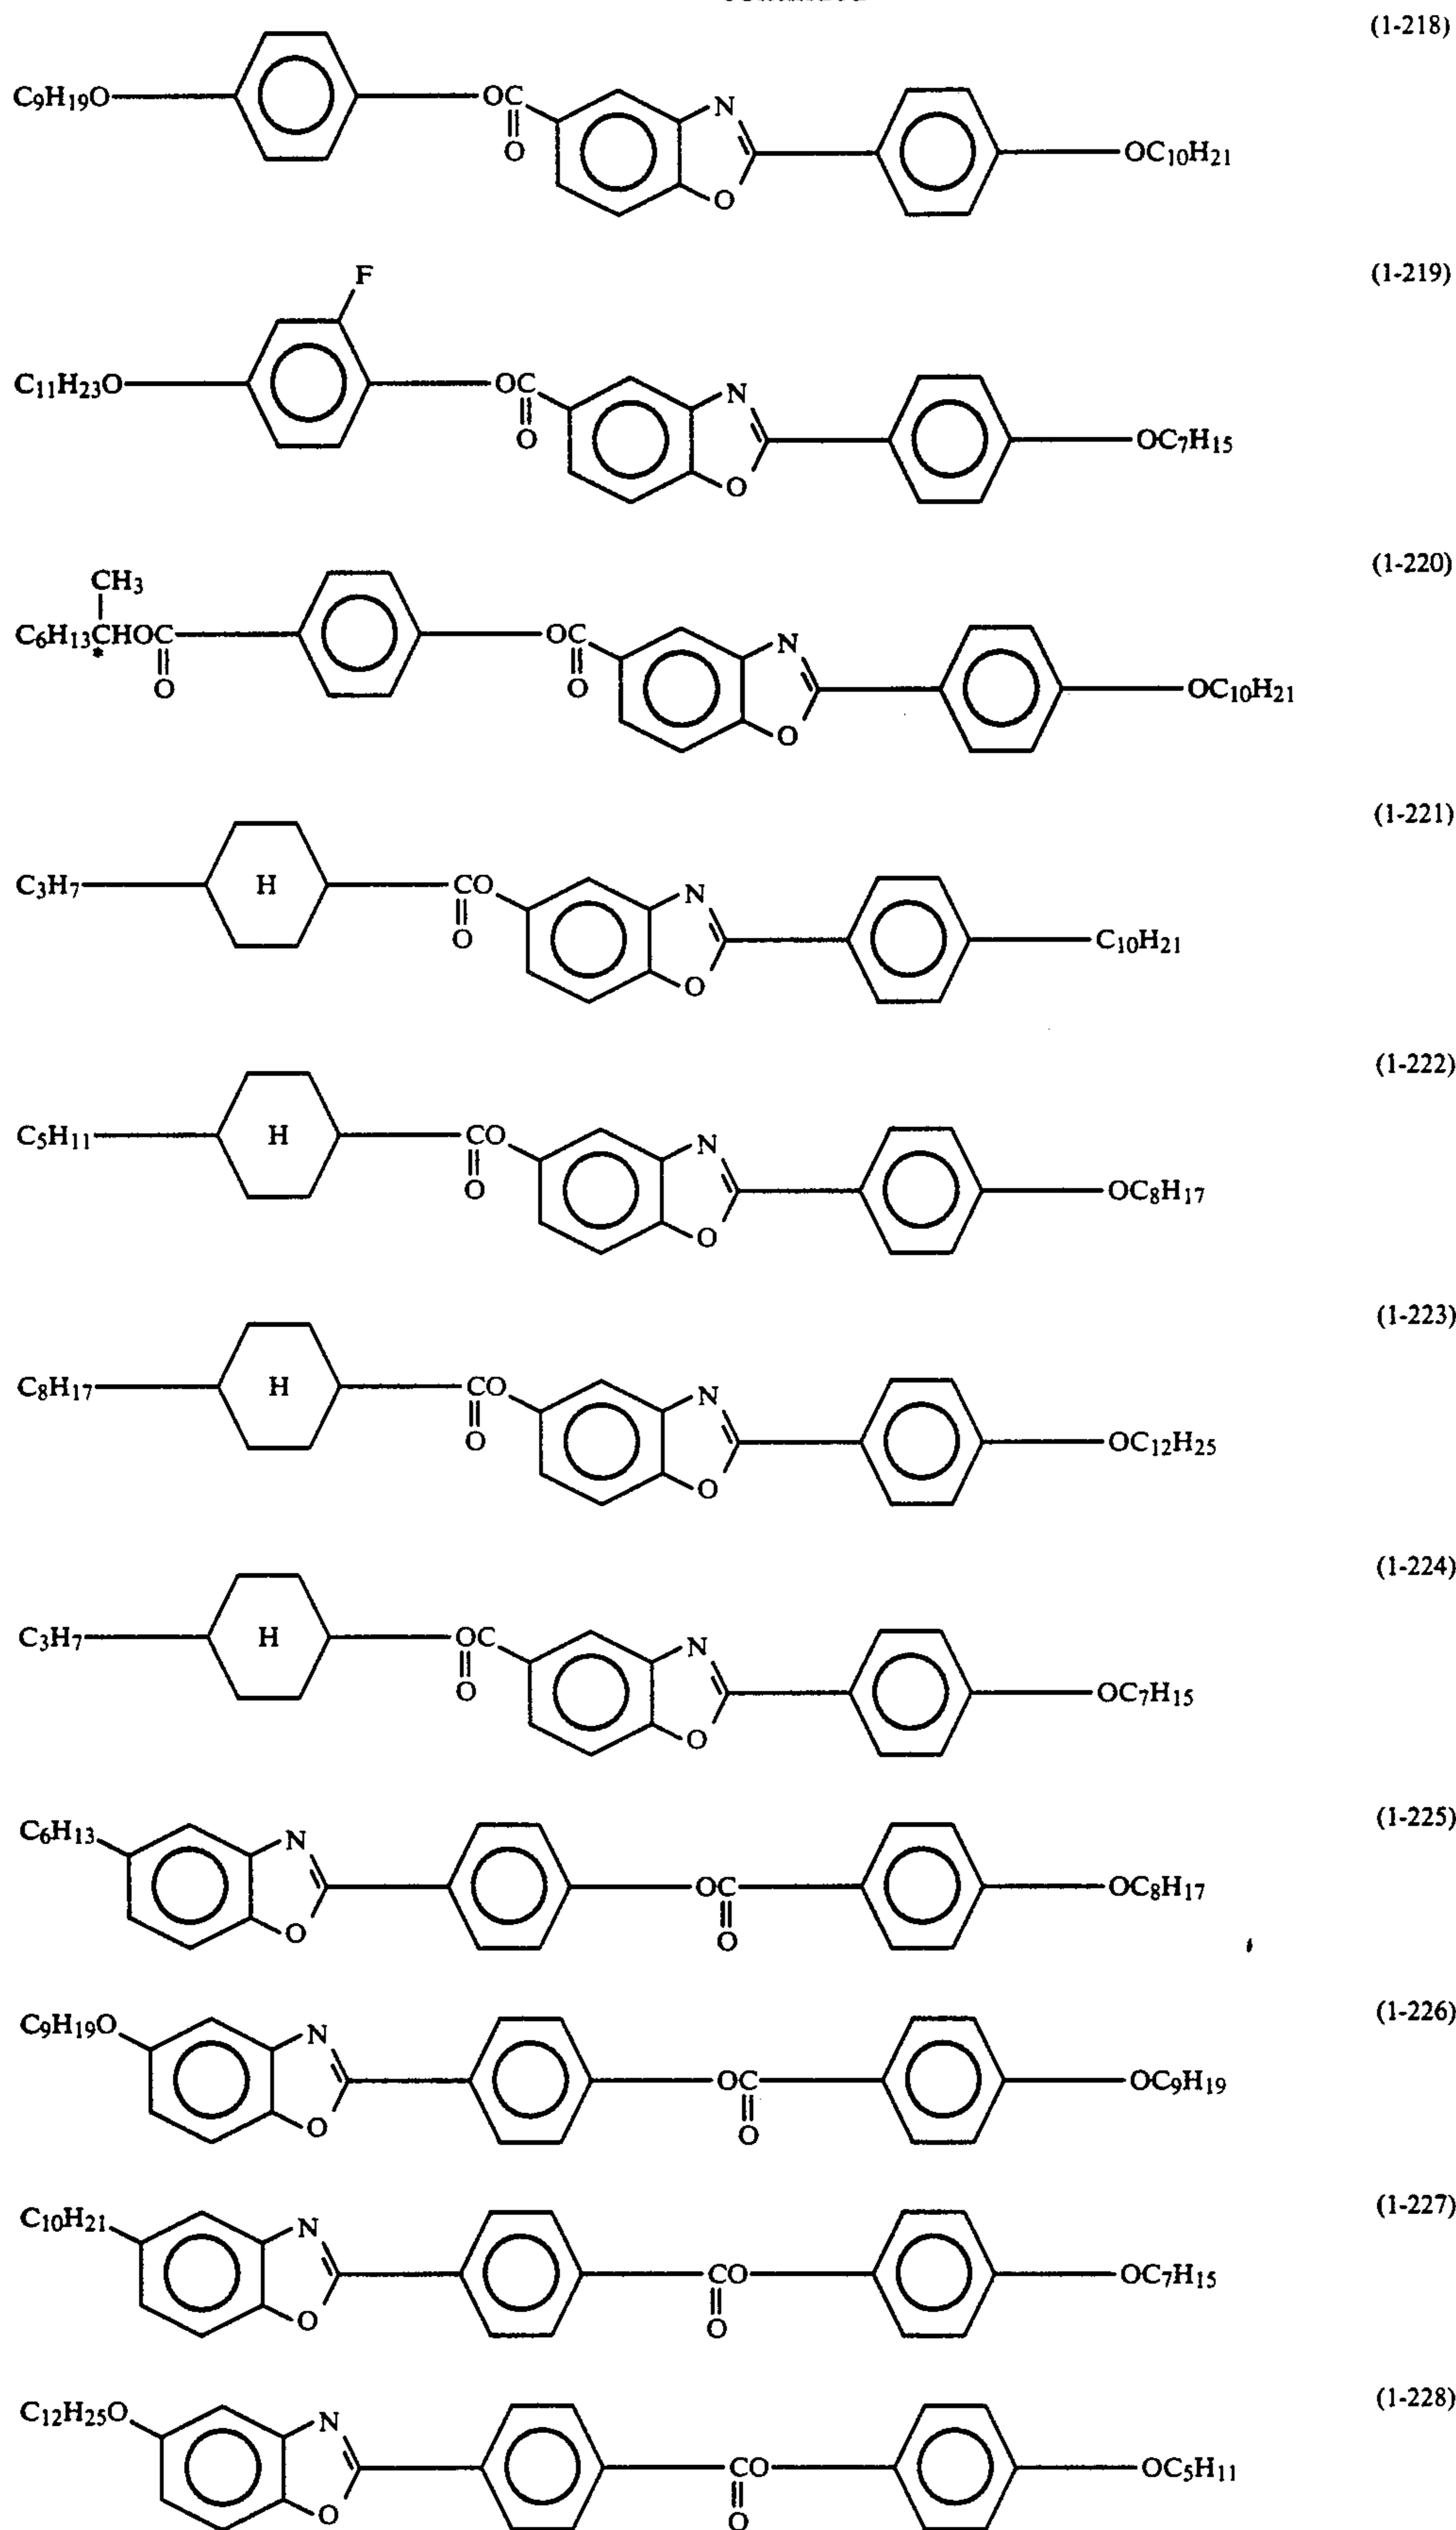 (1-218)
C9H19O OC O N O OC10H21
(1-219)
F
C11H23O OC O N O OC7H15
(1-220)
CH3
C6H13CHOC * O OC O N O OC10H21
(1-221)
C3H7 H CO O N O C10H21
(1-222)
C5H11 H CO O N O OC8H17
(1-223)
C8H17 H CO O N O OC12H25
(1-224)
C3H7 H OC O N O OC7H15
(1-225)
C6H13 N O OC O OC8H17
(1-226)
C9H19O N O OC O OC9H19
(1-227)
C10H21 N O CO O OC7H15
(1-228)
C12H25O N O CO O OC5H11